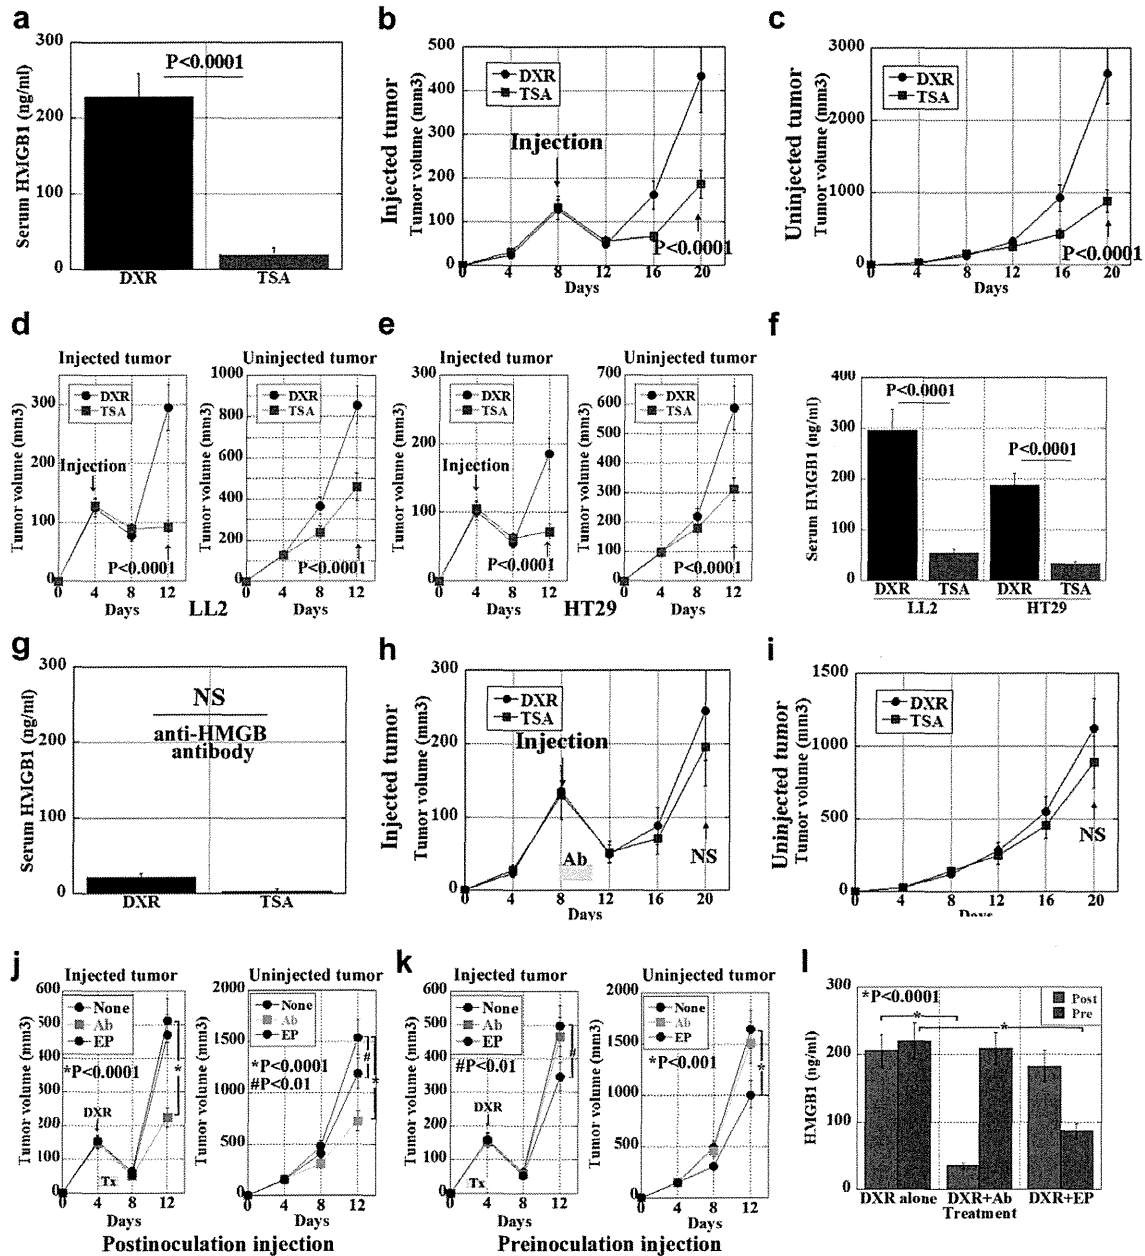 a
Serum HMGB1 (ng/ml)
300
200
100
0
P<0.0001
DXR TSA
b
Injected tumor
Tumor volume (mm3)
500
400
300
200
100
0
DXR
TSA
Injection
P<0.0001
0 4 8 12 16 20
Days
c
Uninjected tumor
Tumor volume (mm3)
3000
2000
1000
0
DXR
TSA
P<0.0001
0 4 8 12 16 20
Days
d
Injected tumor
Tumor volume (mm3)
300
200
100
0
DXR
TSA
Injection
P<0.0001
0 4 8 12
Days
Uninjected tumor
Tumor volume (mm3)
1000
800
600
400
200
0
DXR
TSA
P<0.0001
0 4 8 12
Days
LL2
e
Injected tumor
Tumor volume (mm3)
300
200
100
0
DXR
TSA
Injection
P<0.0001
0 4 8 12
Days
Uninjected tumor
Tumor volume (mm3)
700
600
500
400
300
200
100
0
DXR
TSA
P<0.0001
0 4 8 12
Days
HT29
f
Serum HMGB1 (ng/ml)
400
300
200
100
0
P<0.0001
P<0.0001
DXR TSA DXR TSA
LL2 HT29
g
Serum HMGB1 (ng/ml)
300
200
100
0
NS
anti-HMGB
antibody
DXR TSA
h
Injected tumor
Tumor volume (mm3)
300
200
100
0
DXR
TSA
Injection
Ab
NS
0 4 8 12 16 20
Days
i
Uninjected tumor
Tumor volume (mm3)
1500
1000
500
0
DXR
TSA
NS
0 4 8 12 16 20
Days
j
Injected tumor
Tumor volume (mm3)
600
500
400
300
200
100
0
None
Ab
EP
*P<0.0001
*
DXR
Tx
0 4 8 12
Days
Uninjected tumor
Tumor volume (mm3)
2000
1500
1000
500
0
None
Ab
EP
*P<0.0001
#P<0.01
#
*
0 4 8 12
Days
Postinoculation injection
k
Injected tumor
Tumor volume (mm3)
600
500
400
300
200
100
0
None
Ab
EP
#P<0.01
#
DXR
Tx
0 4 8 12
Days
Uninjected tumor
Tumor volume (mm3)
2000
1500
1000
500
0
None
Ab
EP
*P<0.001
*
0 4 8 12
Days
Preinoculation injection
l
HMGB1 (ng/ml)
300
200
100
0
*P<0.0001
*
*
Post
Pre
DXR alone DXR+Ab DXR+EP
Treatment